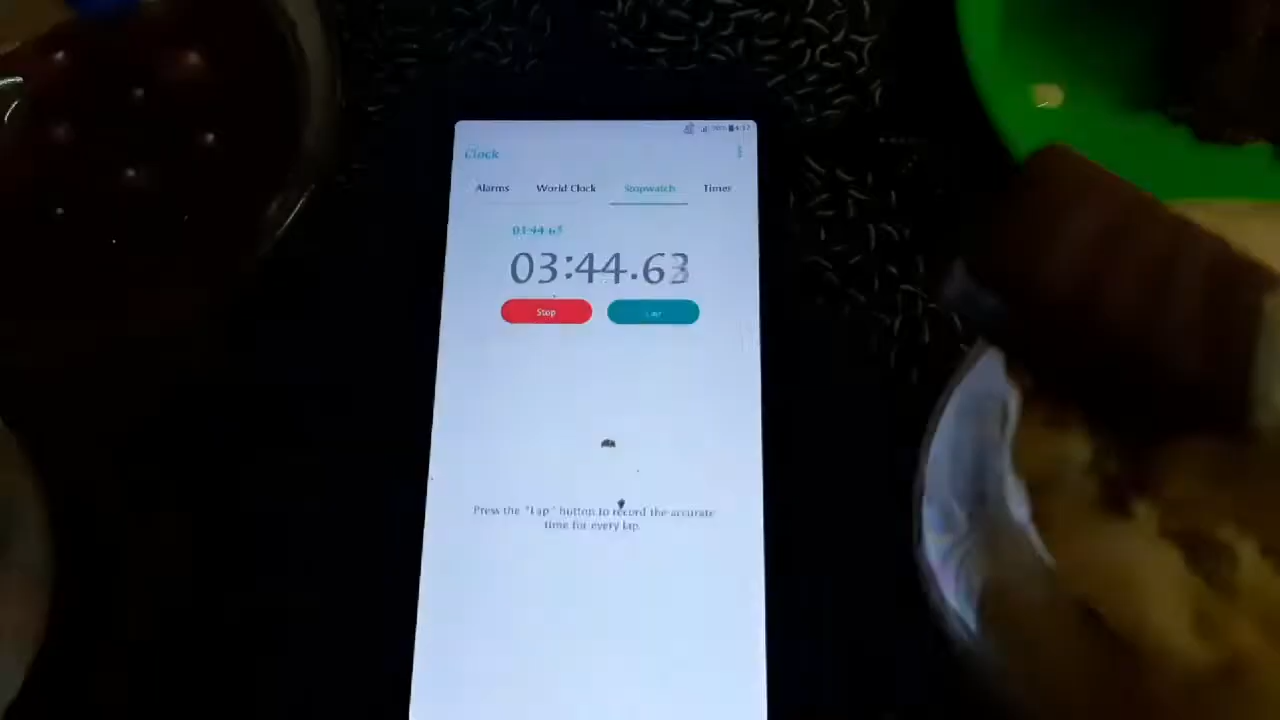 Clock
Alarms World Clock Stopwatch Timer
03:44.63
Stop Lap
Press the "Lap" button to record the accurate
time for every lap.